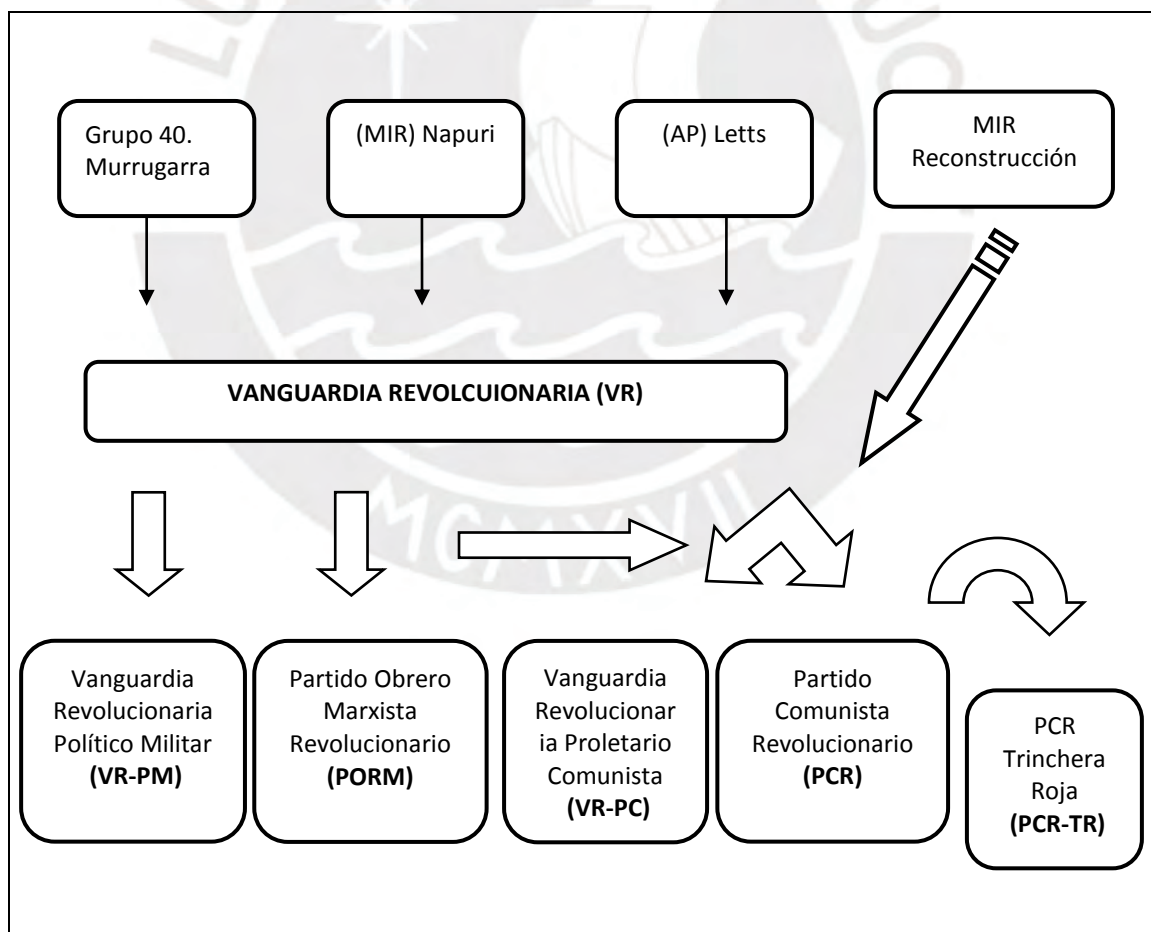 Grupo 40.
Murrugarra
(MIR) Napuri
(AP) Letts
MIR
Reconstrucción
VANGUARDIA REVOLCUIONARIA (VR)
MCMXVII
Vanguardia
Revolucionaria
Político Militar
(VR-PM)
Partido Obrero
Marxista
Revolucionario
(PORM)
Vanguardia
Revolucionar
ia Proletario
Comunista
(VR-PC)
Partido
Comunista
Revolucionario
(PCR)
PCR
Trinchera
Roja
(PCR-TR)